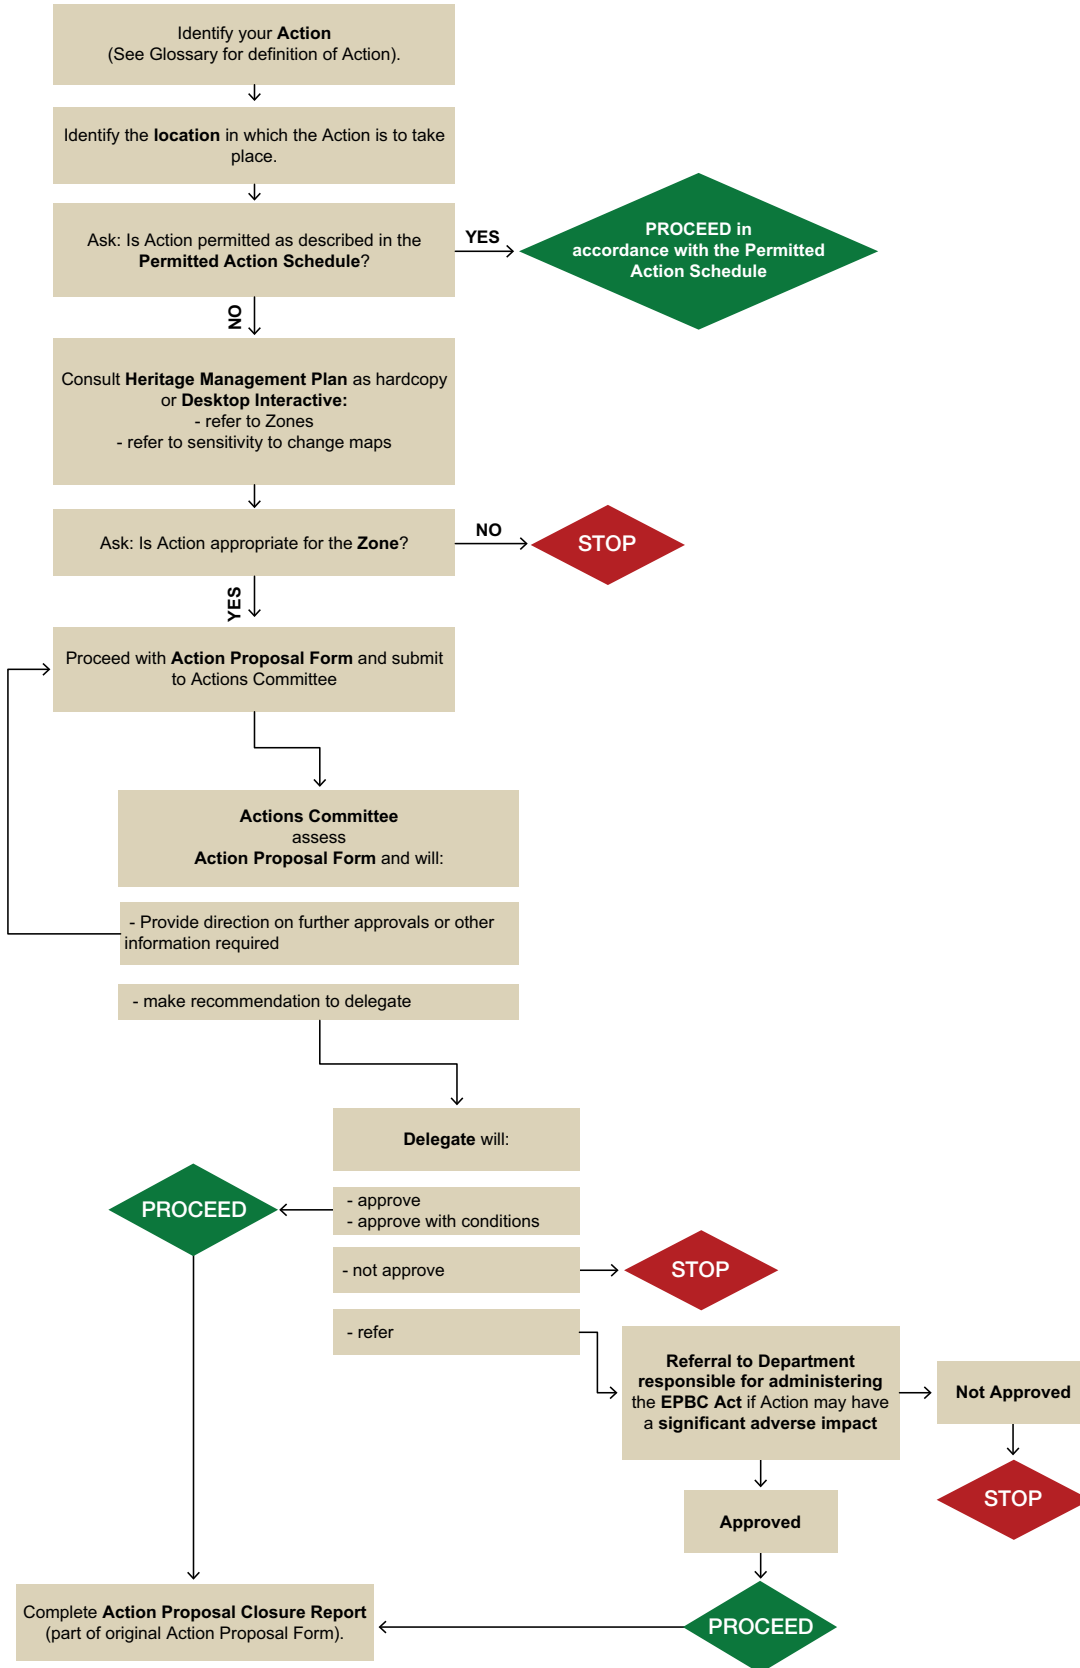 Identify your Action
(See Glossary for definition of Action).
Identify the location in which the Action is to take
place.
Ask: Is Action permitted as described in the
Permitted Action Schedule?
YES
PROCEED in
accordance with the Permitted
Action Schedule
NO
Consult Heritage Management Plan as hardcopy
or Desktop Interactive:
- refer to Zones
- refer to sensitivity to change maps
Ask: Is Action appropriate for the Zone?
NO
STOP
YES
Proceed with Action Proposal Form and submit
to Actions Committee
Actions Committee
assess
Action Proposal Form and will:
- Provide direction on further approvals or other
information required
- make recommendation to delegate
Delegate will:
PROCEED
- approve
- approve with conditions
- not approve
STOP
- refer
Referral to Department
responsible for administering
the EPBC Act if Action may have
a significant adverse impact
Not Approved
STOP
Approved
PROCEED
Complete Action Proposal Closure Report
(part of original Action Proposal Form).